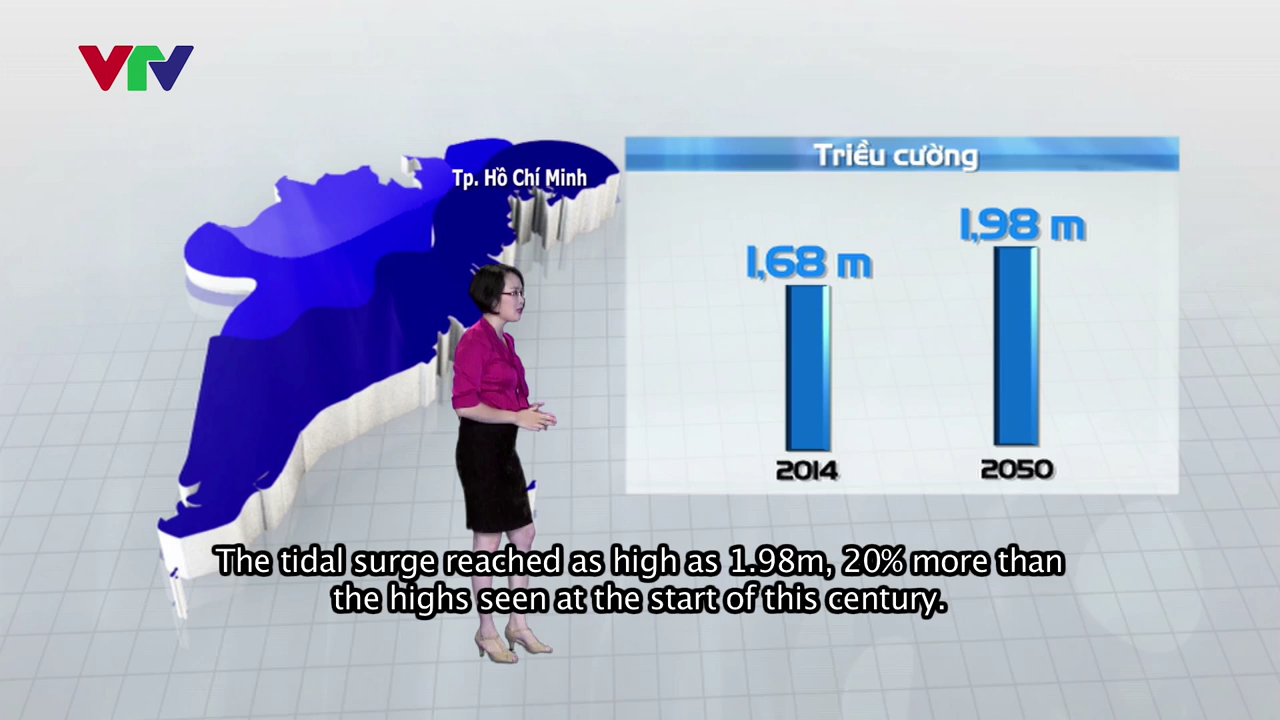 VTV
Tp. Hồ Chí Minh
Triều cường
1,68 m
1,98 m
2014
2050
The tidal surge reached as high as 1.98m, 20% more than
the highs seen at the start of this century.